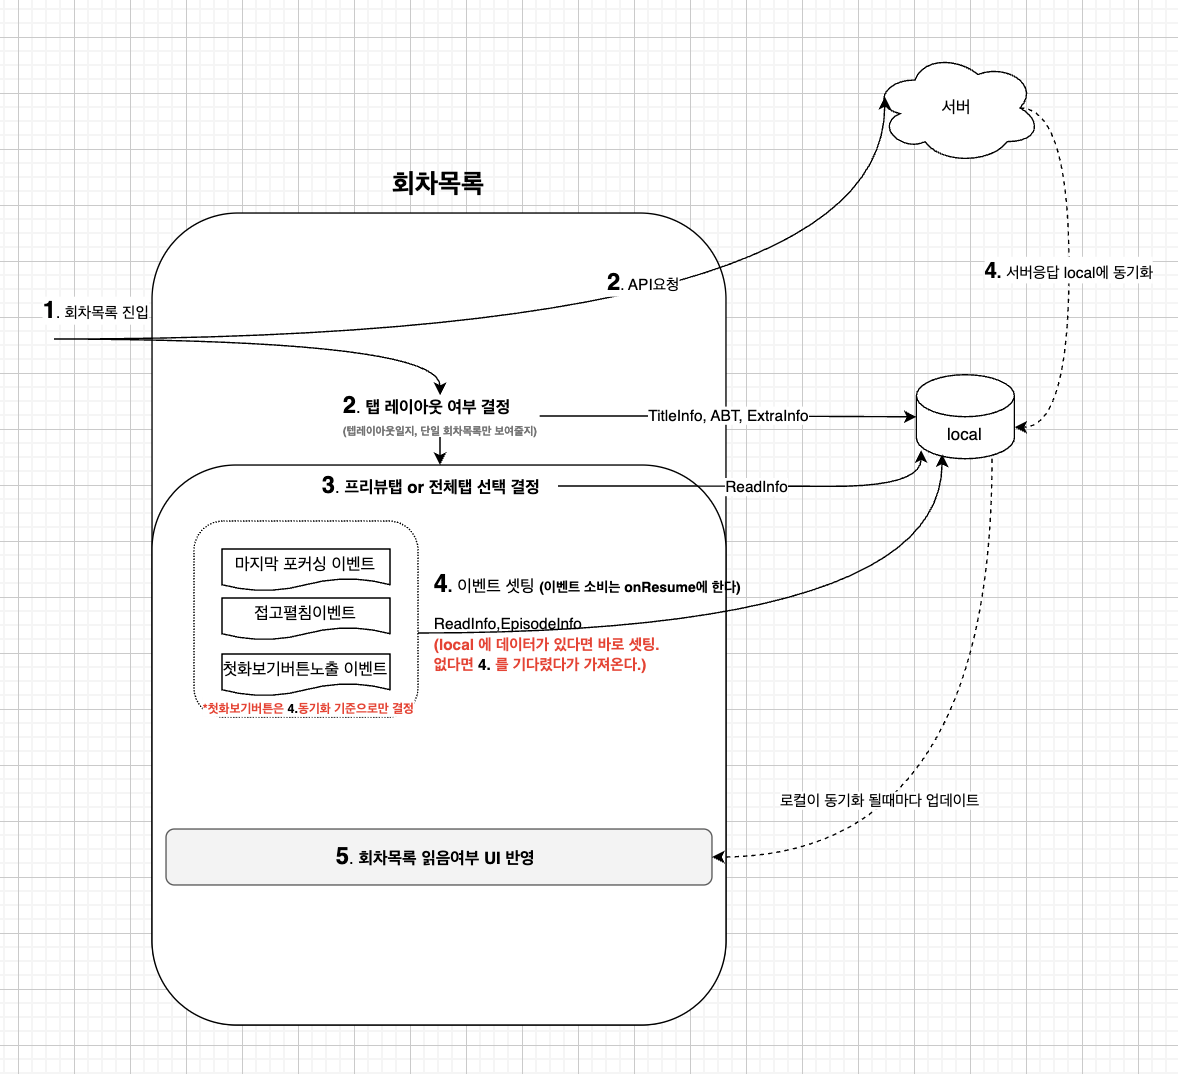 서버
회차목록
4. 서버응답 local에 동기화
2. API요청
1. 회차목록 진입
2. 탭 레이아웃 여부 결정
(텝레이아웃일지, 단일 회차목록만 보여줄지)
TitleInfo, ABT, ExtraInfo
local
3. 프리뷰탭 or 전체탭 선택 결정
ReadInfo
마지막 포커싱 이벤트
4. 이벤트 셋팅 (이벤트 소비는 onResume에 한다)
접고펼침이벤트
ReadInfo,EpisodeInfo
(local 에 데이터가 있다면 바로 셋팅.
없다면 4. 를 기다렸다가 가져온다.)
첫화보기버튼노출 이벤트
*첫화보기버튼은 4.동기화 기준으로만 결정
로컬이 동기화 될때마다 업데이트
5. 회차목록 읽음여부 UI 반영